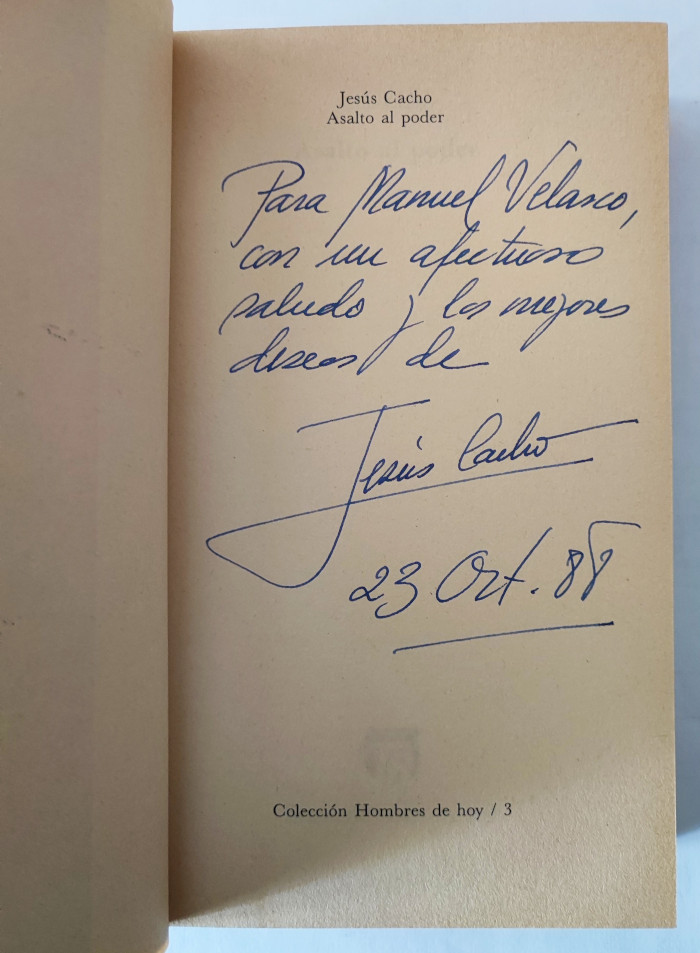 Jesús Cacho
Asalto al poder
Para Manuel Velasco,
con un afectuoso
saludo y los mejores
deseos de
Jesús Cacho
23 Oct. 88
Colección Hombres de hoy / 3